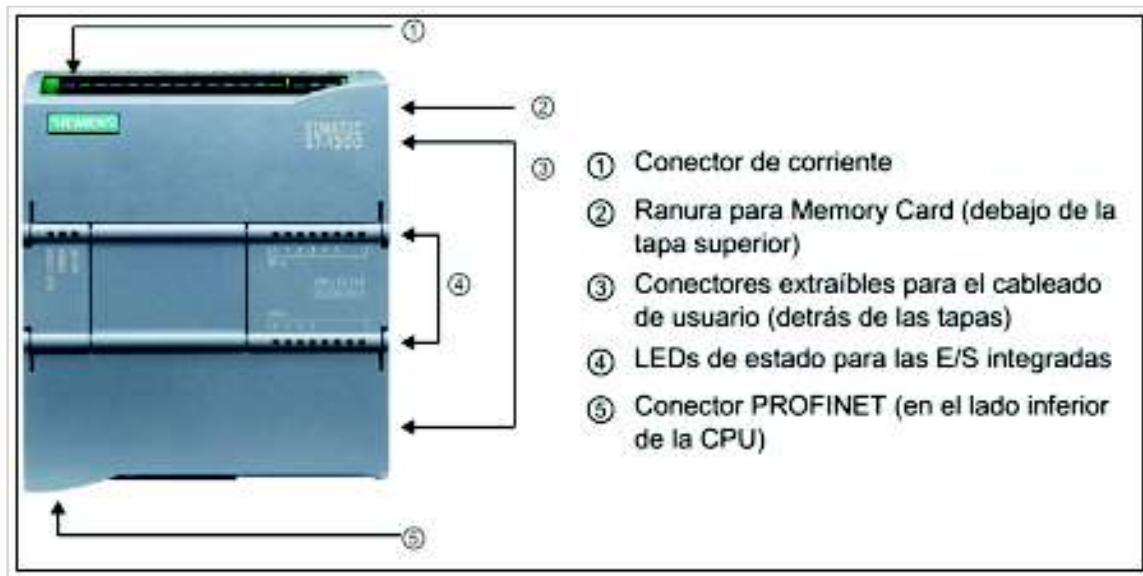 ①
②
SIEMENS
SIMATIC
S7-1200
③
④
⑤
① Conector de corriente
② Ranura para Memory Card (debajo de la
tapa superior)
③ Conectores extraíbles para el cableado
de usuario (detrás de las tapas)
④ LEDs de estado para las E/S integradas
⑤ Conector PROFINET (en el lado inferior
de la CPU)